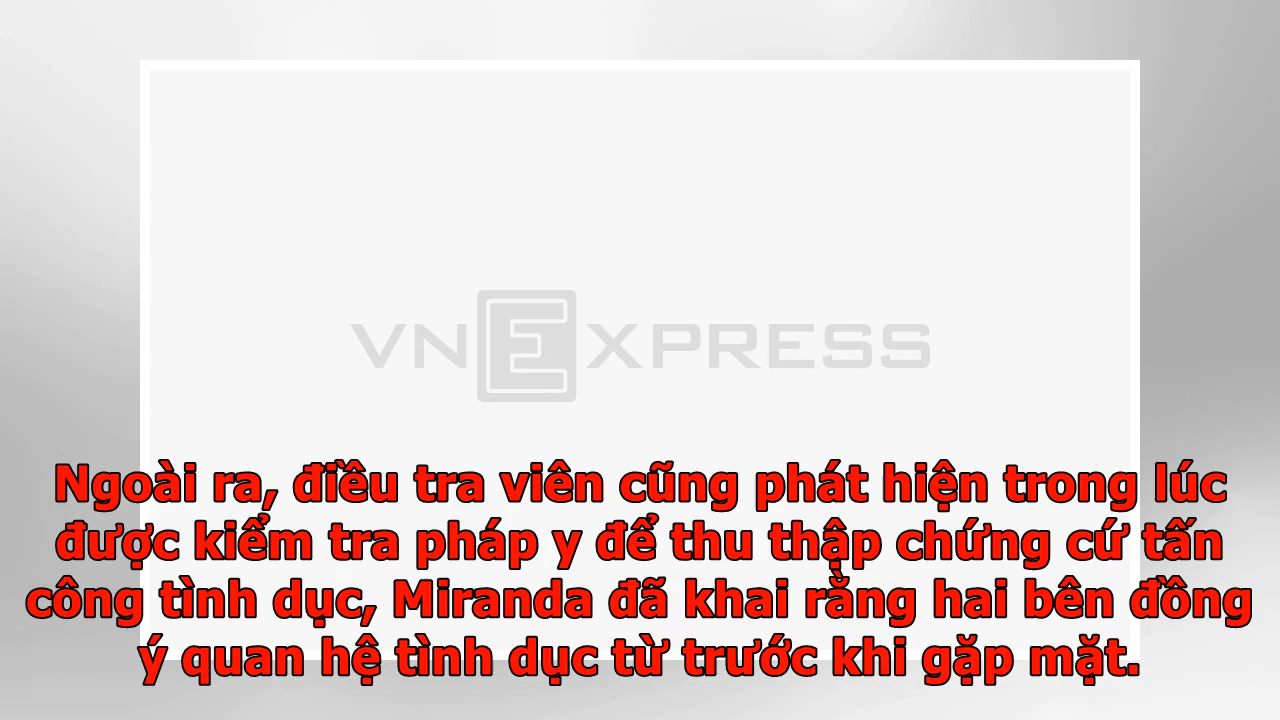 VNEXPRESS
Ngoài ra, điều tra viên cũng phát hiện trong lúc
được kiểm tra pháp y để thu thập chứng cứ tấn
công tình dục, Miranda đã khai rằng hai bên đồng
ý quan hệ tình dục từ trước khi gặp mặt.